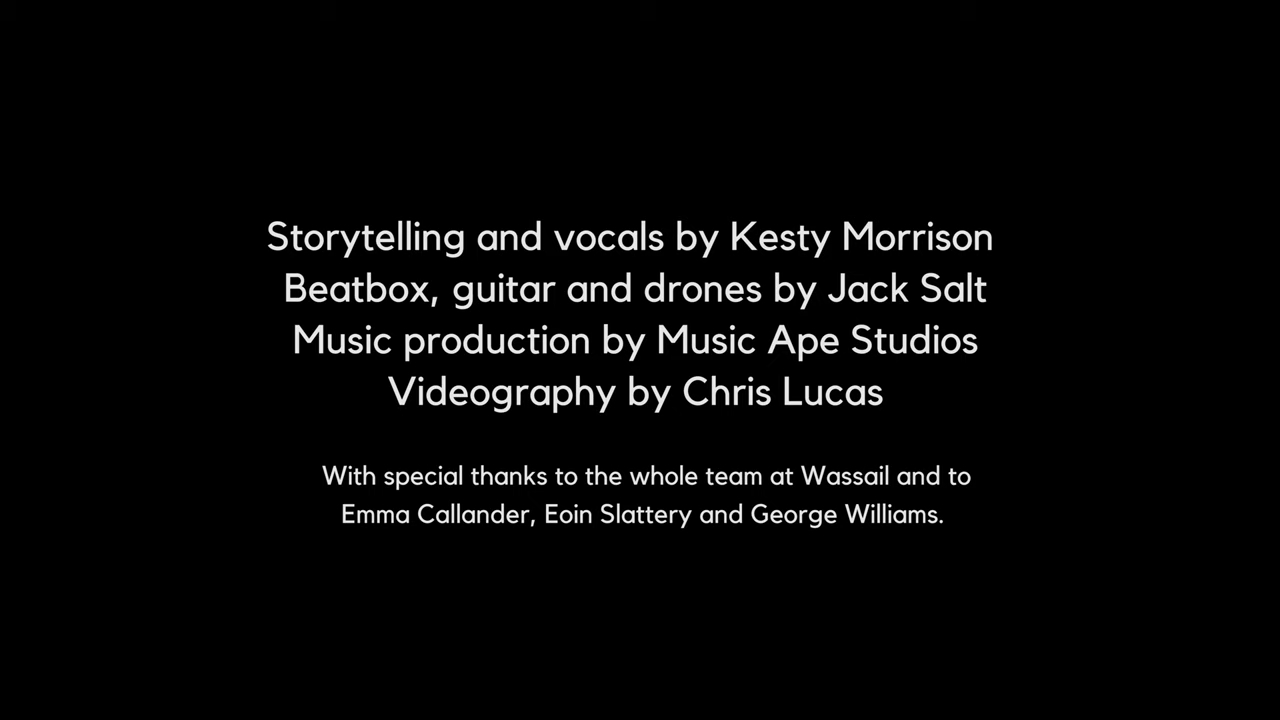 Storytelling and vocals by Kesty Morrison
Beatbox, guitar and drones by Jack Salt
Music production by Music Ape Studios
Videography by Chris Lucas
With special thanks to the whole team at Wassail and to
Emma Callander, Eoin Slattery and George Williams.